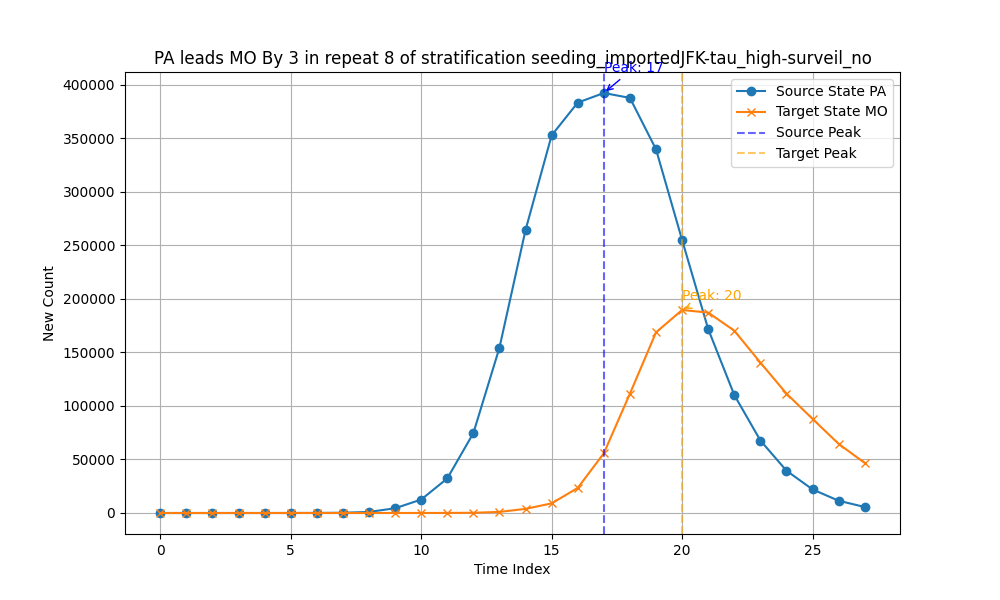 PA leads MO By 3 in repeat 8 of stratification seeding_importedJFK-tau_high-surveil_no
Peak: 17
400000
350000
300000
250000
200000
150000
100000
50000
0
New Count
Source State PA
Target State MO
Source Peak
Target Peak
Peak: 20
0
5
10
15
20
25
Time Index